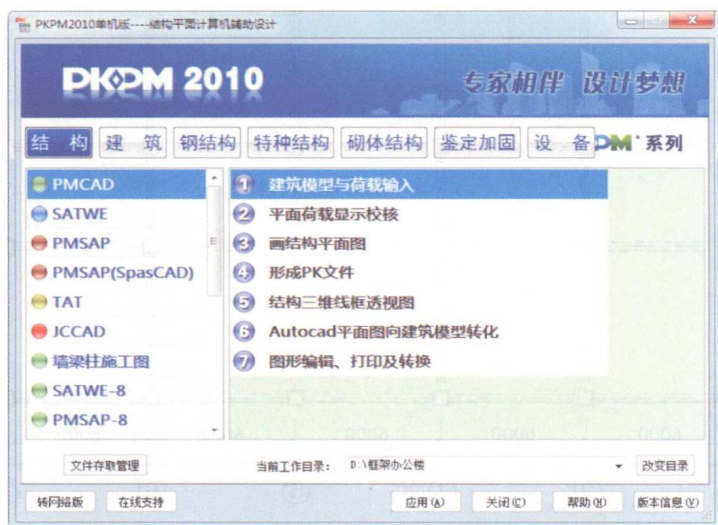 PKPM2010单机版----结构平面计算机辅助设计
PKPM 2010
专家相伴 设计梦想
结 构 建 筑 钢结构 特种结构 砌体结构 鉴定加固 设 备 PM 系列
PMCAD
SATWE
PMSAP
PMSAP(SpasCAD)
TAT
JCCAD
墙梁柱施工图
SATWE-8
PMSAP-8
1 建筑模型与荷载输入
2 平面荷载显示校核
3 画结构平面图
4 形成PK文件
5 结构三维线框透视图
6 Autocad平面图向建筑模型转化
7 图形编辑、打印及转换
文件存取管理 当前工作目录: D:\框架办公楼 改变目录
转网络版 在线支持 应用(A) 关闭(C) 帮助(H) 版本信息(Y)